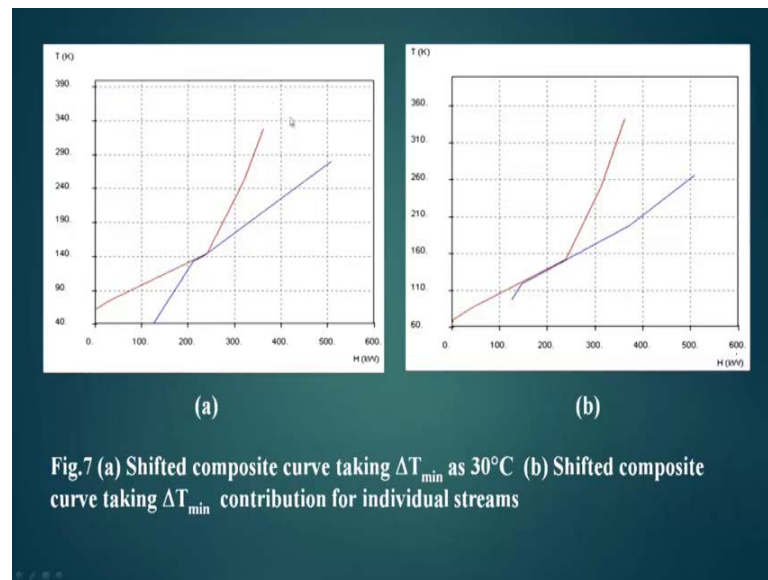 T (K)
390.
340.
290.
240.
190.
140.
90.
40.
0. 100. 200. 300. 400. 500. 600.
H (kW)
T (K)
360.
310.
260.
210.
160.
110.
60.
0. 100. 200. 300. 400. 500. 600.
H (kW)
(a)
(b)
Fig.7 (a) Shifted composite curve taking ΔTmin as 30°C (b) Shifted composite
curve taking ΔTmin contribution for individual streams